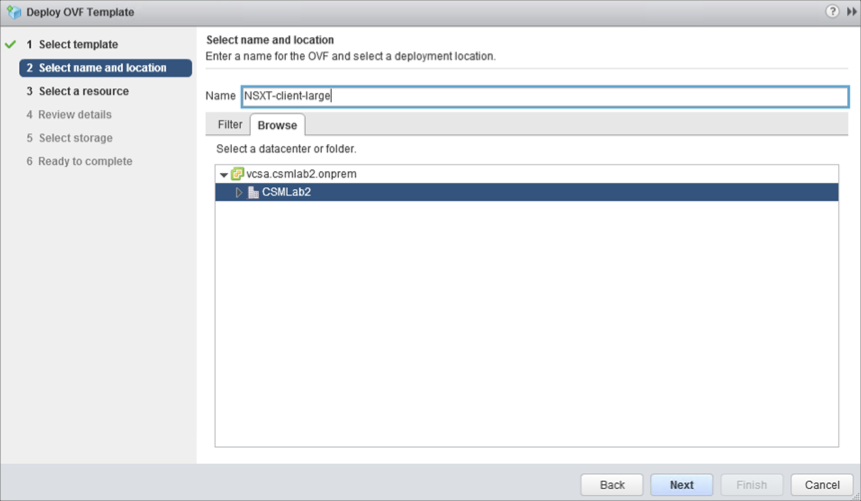 Deploy OVF Template
?
1 Select template
2 Select name and location
3 Select a resource
4 Review details
5 Select storage
6 Ready to complete
Select name and location
Enter a name for the OVF and select a deployment location.
Name NSXT-client-large
Filter Browse
Select a datacenter or folder.
vcsa.csmlab2.onprem
CSMLab2
Back Next Finish Cancel